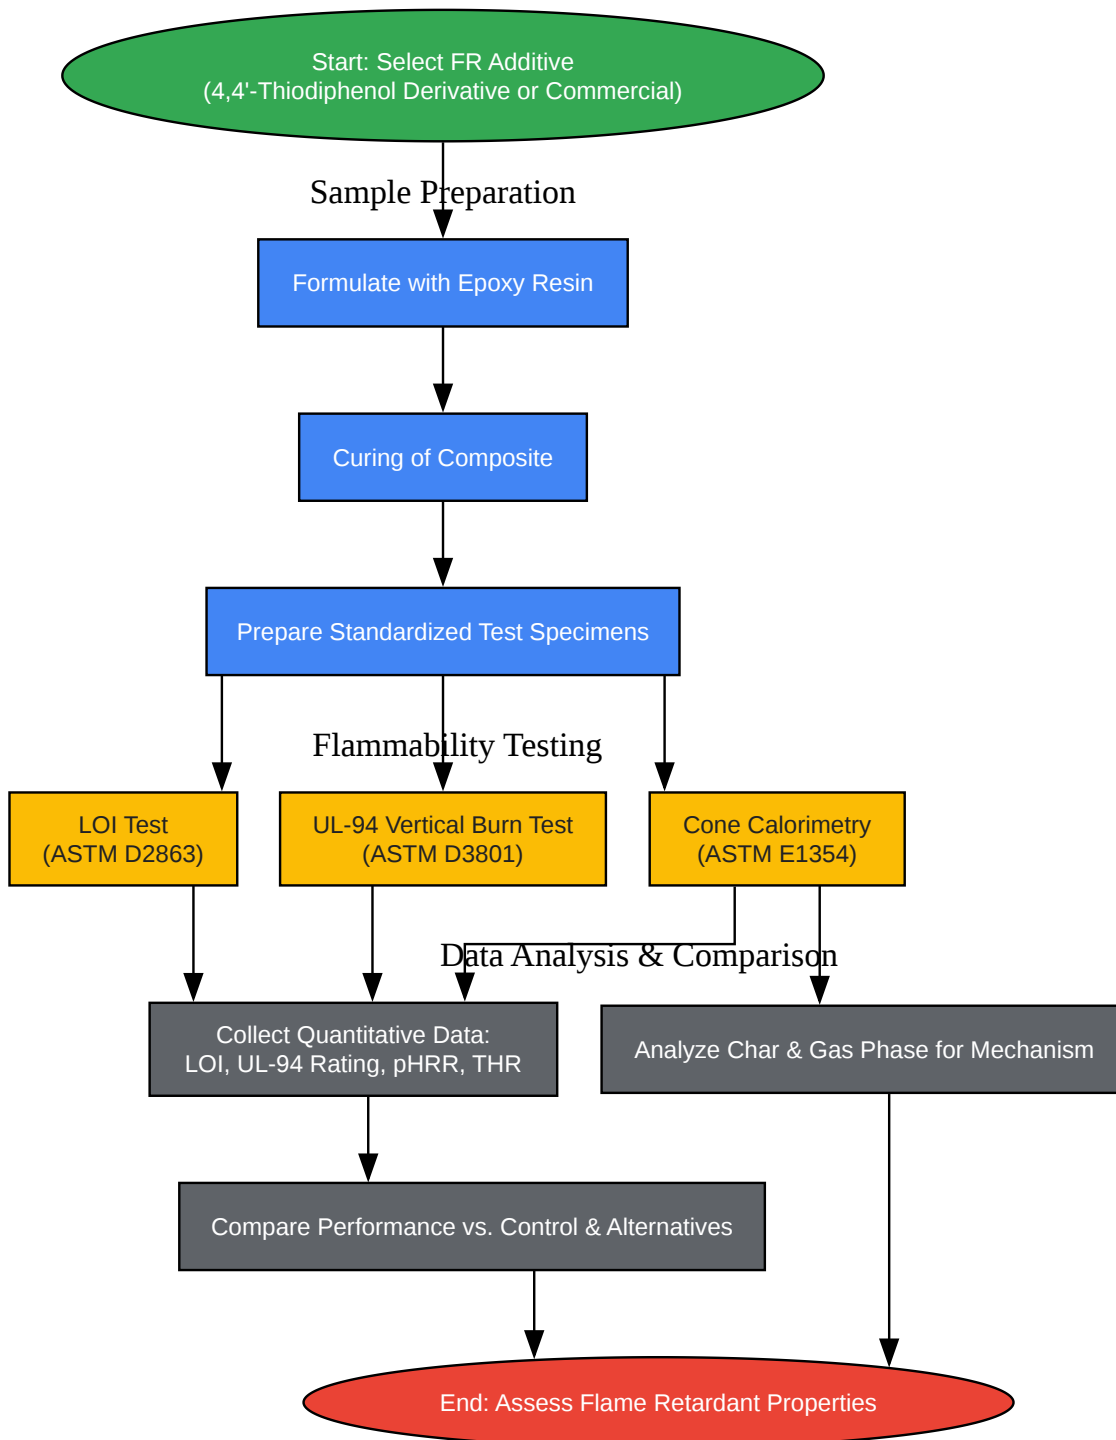 Start: Select FR Additive
(4,4'-Thiodiphenol Derivative or Commercial)
Sample Preparation
Formulate with Epoxy Resin
Curing of Composite
Prepare Standardized Test Specimens
Flammability Testing
LOI Test
(ASTM D2863)
UL-94 Vertical Burn Test
(ASTM D3801)
Cone Calorimetry
(ASTM E1354)
Data Analysis & Comparison
Collect Quantitative Data:
LOI, UL-94 Rating, pHRR, THR
Analyze Char & Gas Phase for Mechanism
Compare Performance vs. Control & Alternatives
End: Assess Flame Retardant Properties